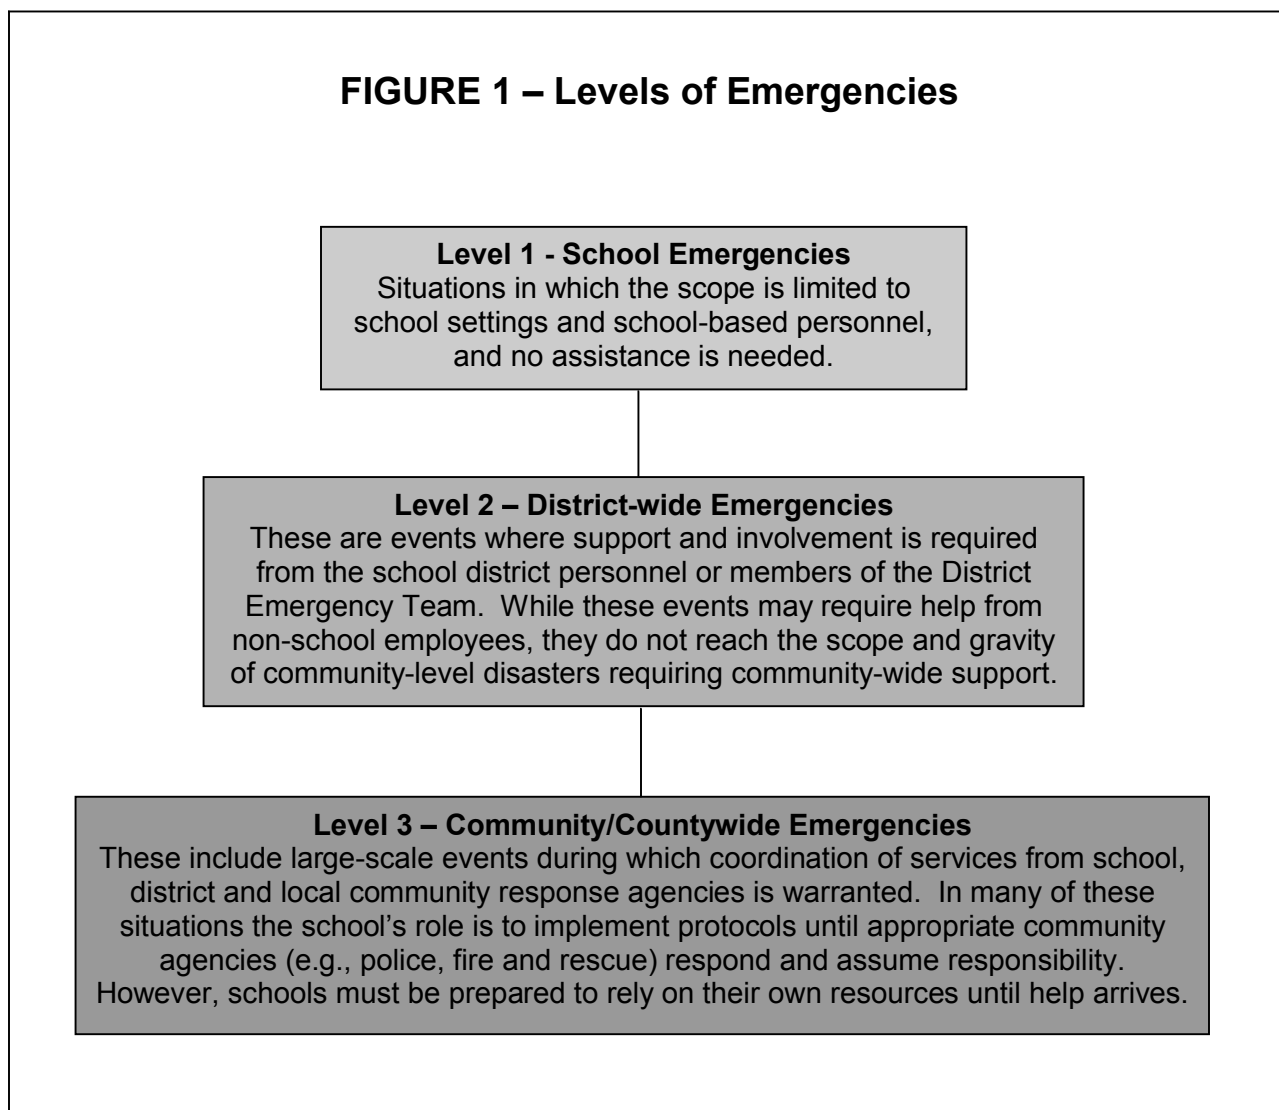 FIGURE 1 – Levels of Emergencies
Level 1 - School Emergencies
Situations in which the scope is limited to
school settings and school-based personnel,
and no assistance is needed.
Level 2 – District-wide Emergencies
These are events where support and involvement is required
from the school district personnel or members of the District
Emergency Team.  While these events may require help from
non-school employees, they do not reach the scope and gravity
of community-level disasters requiring community-wide support.
Level 3 – Community/Countywide Emergencies
These include large-scale events during which coordination of services from school,
district and local community response agencies is warranted.  In many of these
situations the school’s role is to implement protocols until appropriate community
agencies (e.g., police, fire and rescue) respond and assume responsibility.
However, schools must be prepared to rely on their own resources until help arrives.